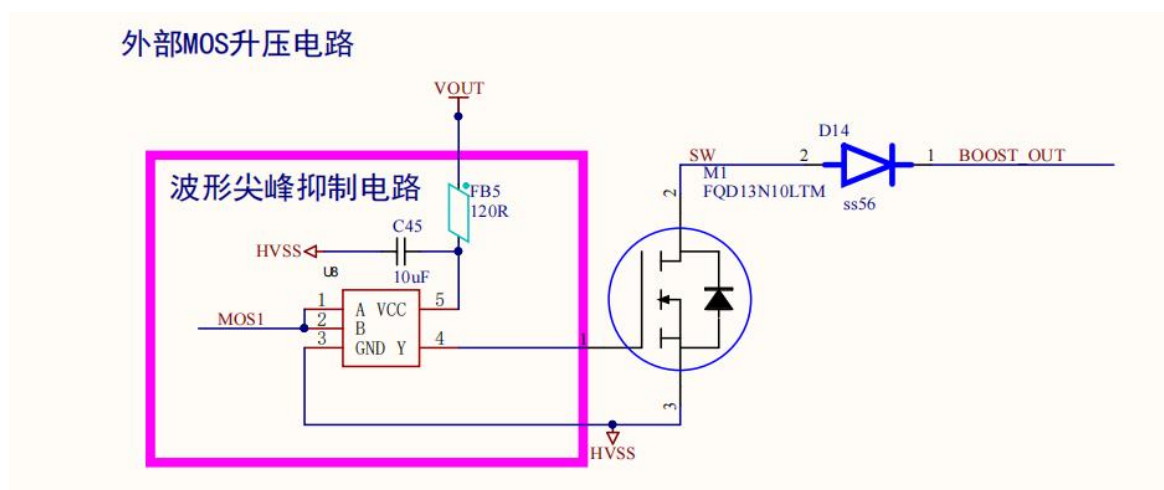 外部MOS升压电路
VOUT
波形尖峰抑制电路
FB5
120R
C45
10uF
HVSS
U8
MOS1
1
2
3
A VCC
B
GND Y
5
4
1
SW
M1
FQD13N10LTM
2
3
HVSS
D14
2
1
BOOST_OUT
ss56